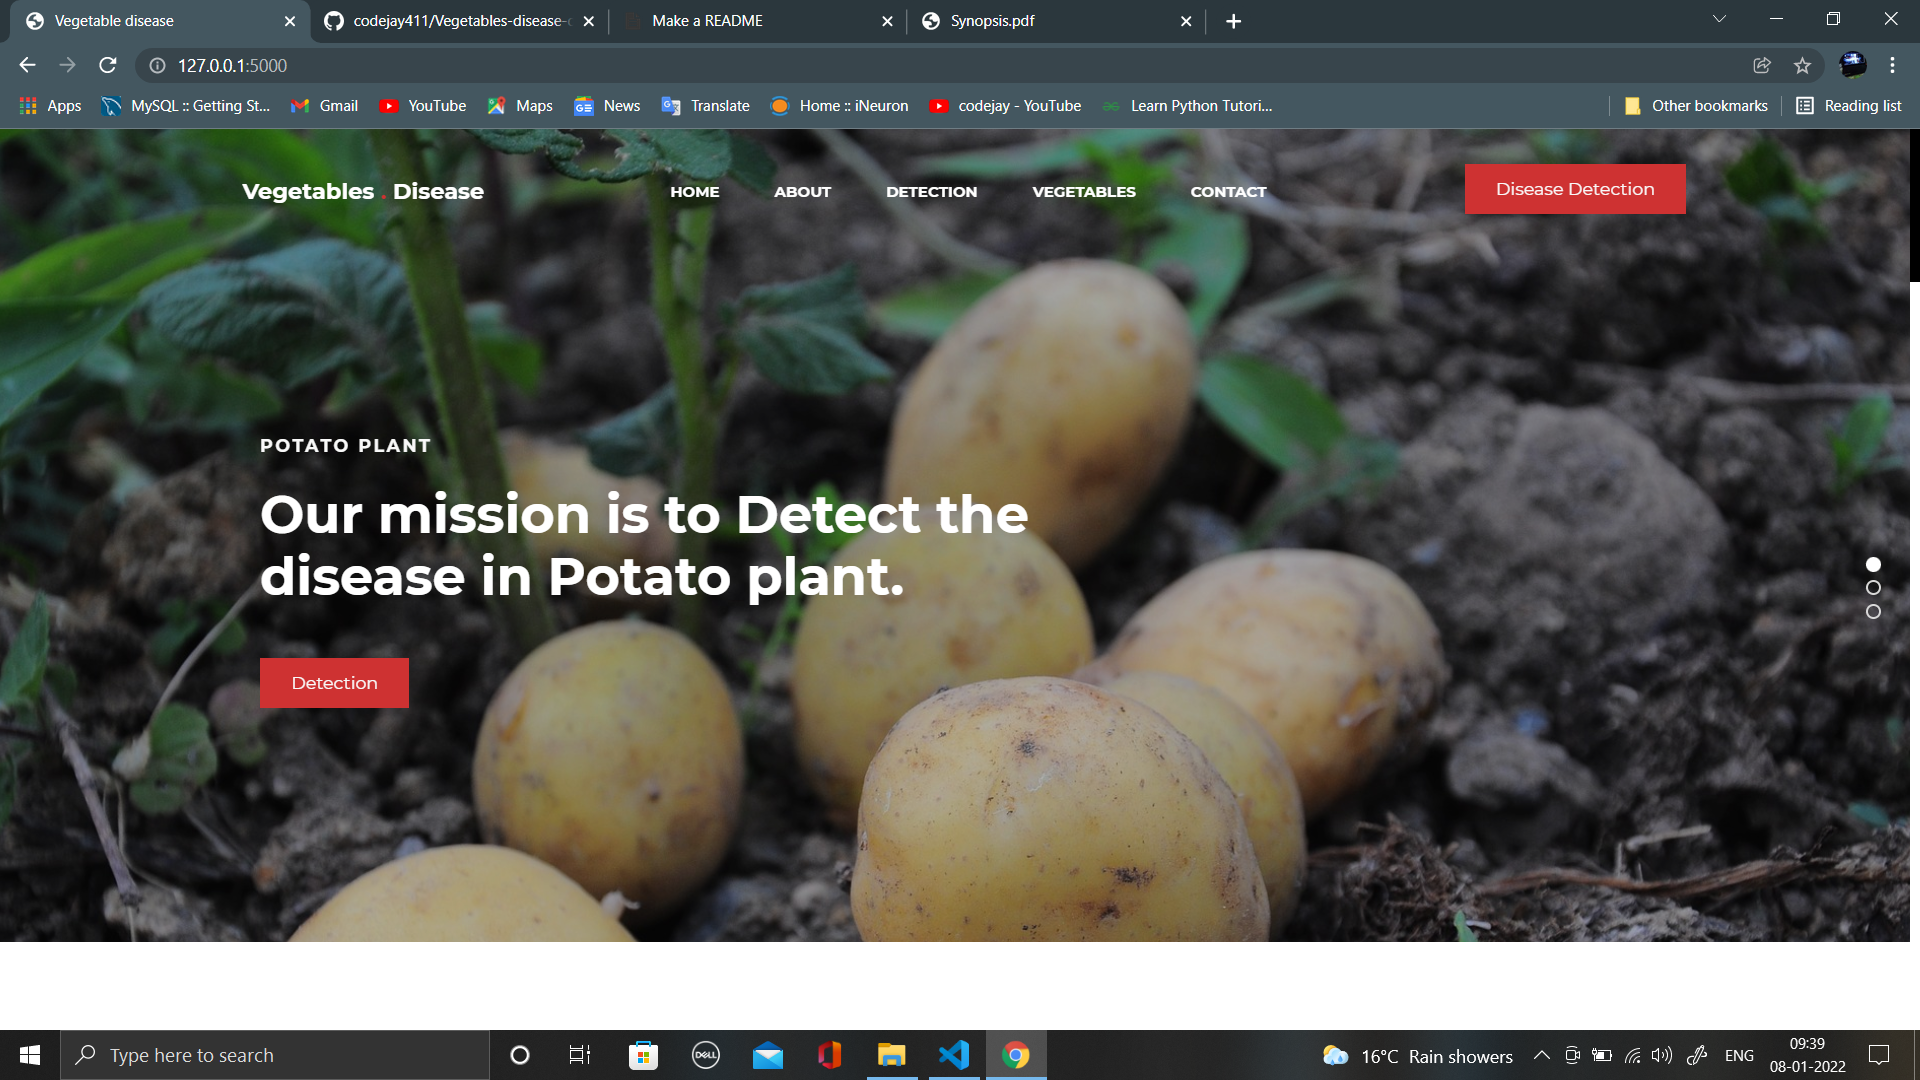 Vegetable disease
codejay411/Vegetables-disease-
Make a README
Synopsis.pdf
127.0.0.1:5000
Apps
MySQL :: Getting St...
Gmail
YouTube
Maps
News
Translate
Home :: iNeuron
codejay - YouTube
Learn Python Tutori...
Other bookmarks
Reading list
Vegetables . Disease
HOME
ABOUT
DETECTION
VEGETABLES
CONTACT
Disease Detection
POTATO PLANT
Our mission is to Detect the
disease in Potato plant.
Detection
Type here to search
DELL
16°C Rain showers
ENG
09:39
08-01-2022